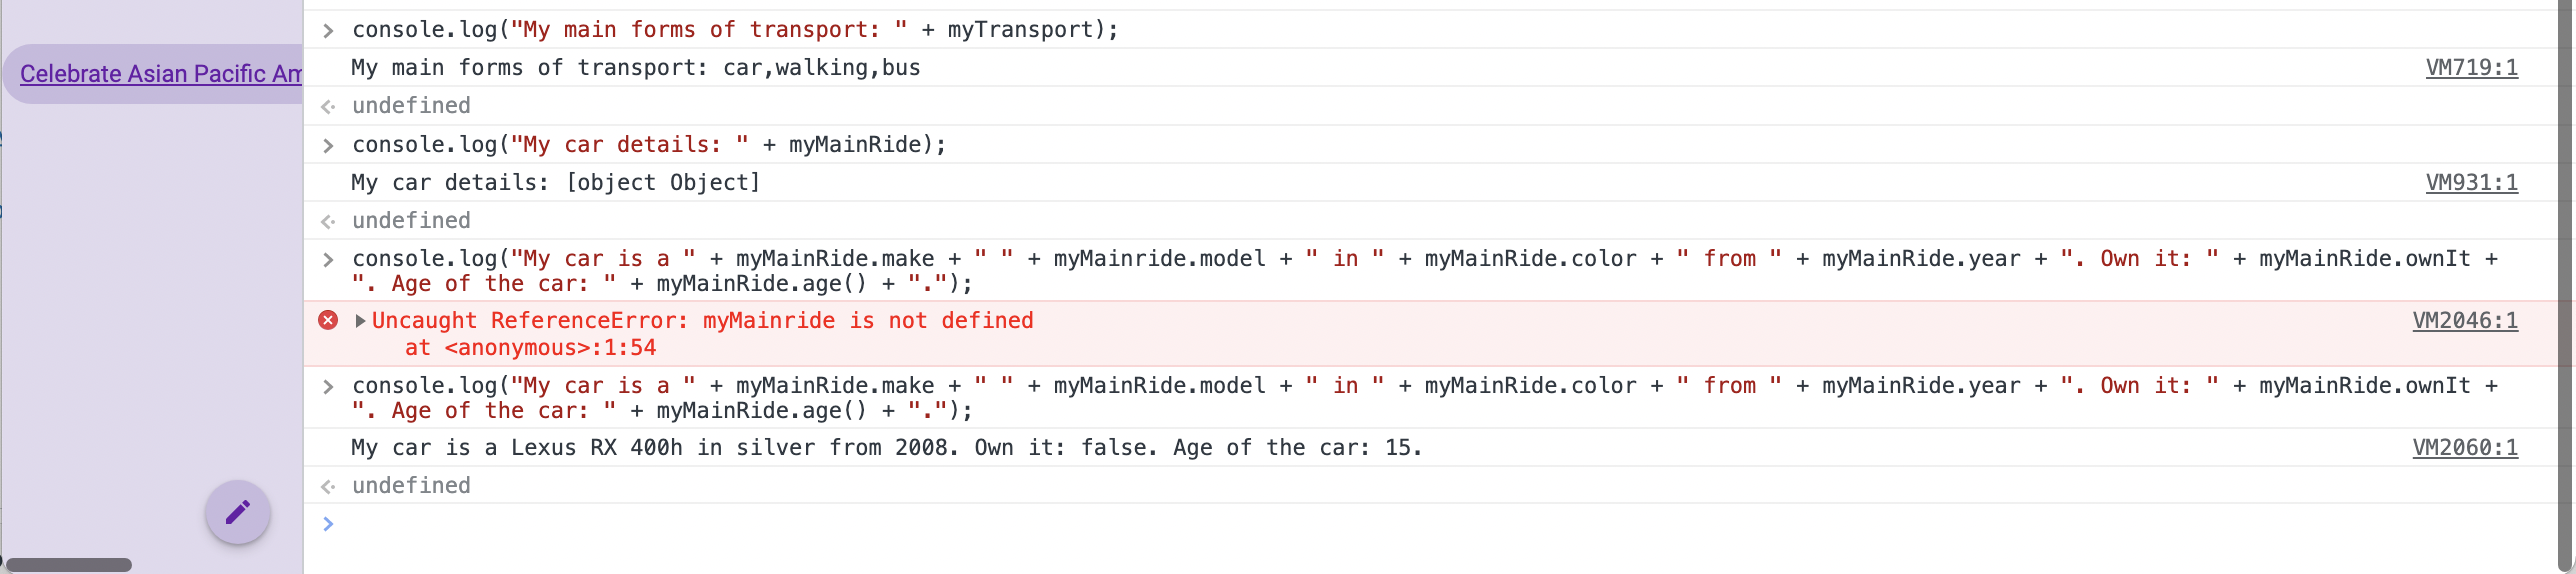 Celebrate Asian Pacific Am
console.log("My main forms of transport: " + myTransport);
My main forms of transport: car,walking,bus VM719:1
undefined
console.log("My car details: " + myMainRide);
My car details: [object Object] VM931:1
undefined
console.log("My car is a " + myMainRide.make + " " + myMainride.model + " in " + myMainRide.color + " from " + myMainRide.year + ". Own it: " + myMainRide.ownIt +
". Age of the car: " + myMainRide.age() + ".");
Uncaught ReferenceError: myMainride is not defined VM2046:1
at <anonymous>:1:54
console.log("My car is a " + myMainRide.make + " " + myMainRide.model + " in " + myMainRide.color + " from " + myMainRide.year + ". Own it: " + myMainRide.ownIt +
". Age of the car: " + myMainRide.age() + ".");
My car is a Lexus RX 400h in silver from 2008. Own it: false. Age of the car: 15. VM2060:1
undefined